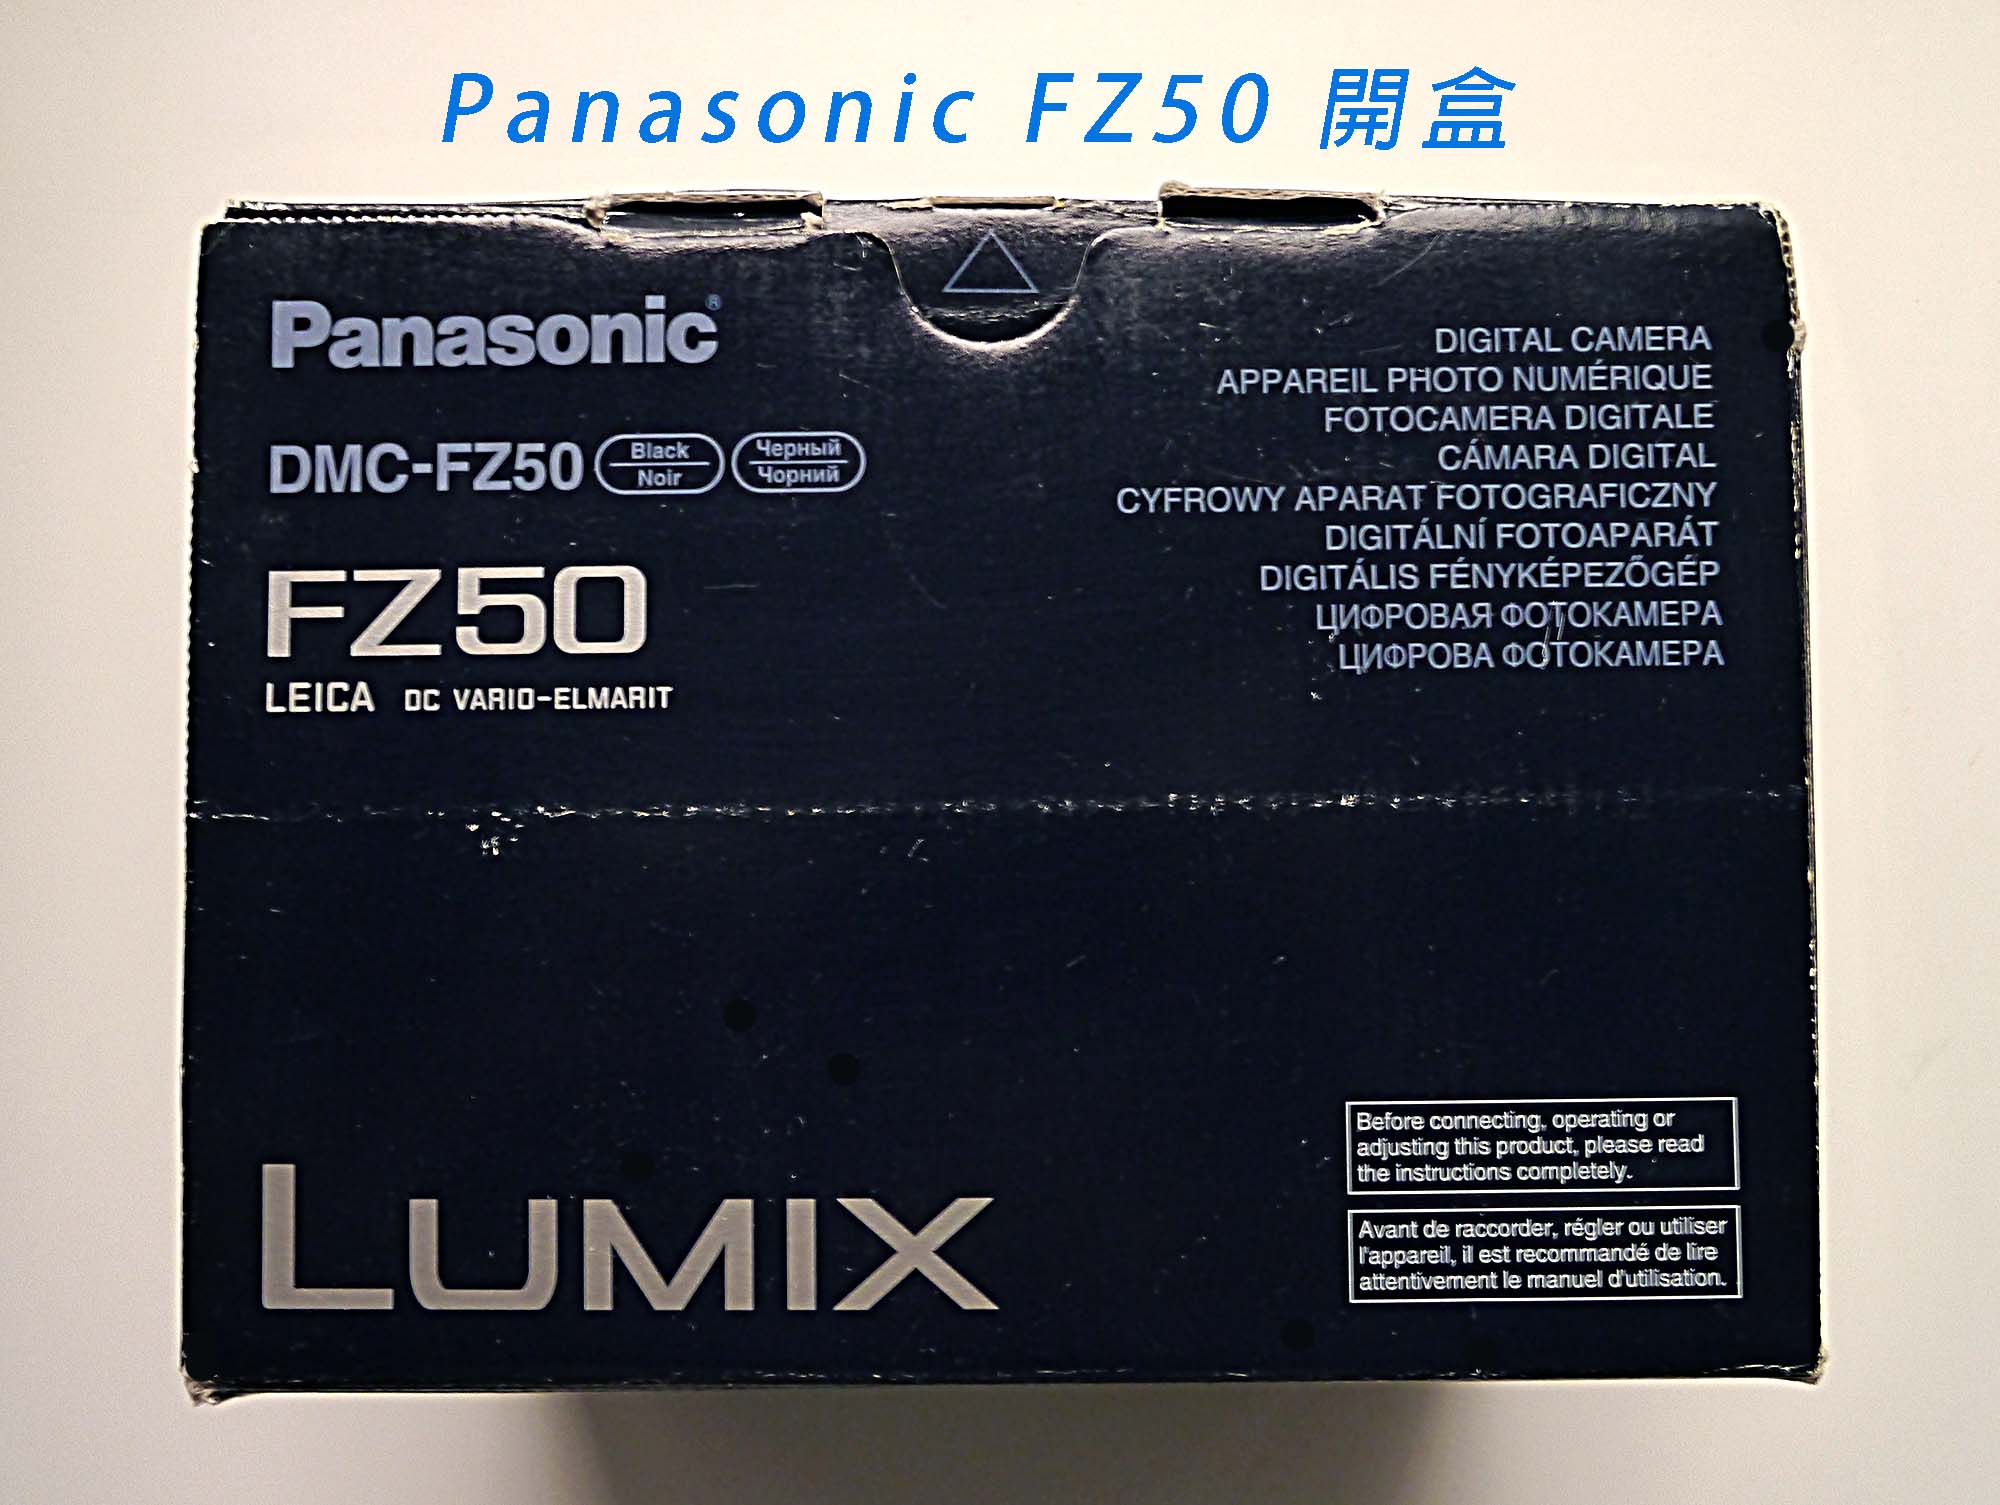 Panasonic FZ50 開盒
Panasonic®
DMC-FZ50 Black Noir Черный Чорний
FZ50
LEICA DC VARIO-ELMARIT
DIGITAL CAMERA
APPAREIL PHOTO NUMÉRIQUE
FOTOCAMERA DIGITALE
CÁMARA DIGITAL
CYFROWY APARAT FOTOGRAFICZNY
DIGITÁLNÍ FOTOAPARÁT
DIGITÁLIS FÉNYKÉPEZŐGÉP
ЦИФРОВАЯ ФОТОКАМЕРА
ЦИФРОВА ФОТОКАМЕРА
LUMIX
Before connecting, operating or
adjusting this product, please read
the instructions completely.
Avant de raccorder, régler ou utiliser
l'appareil, il est recommandé de lire
attentivement le manuel d'utilisation.